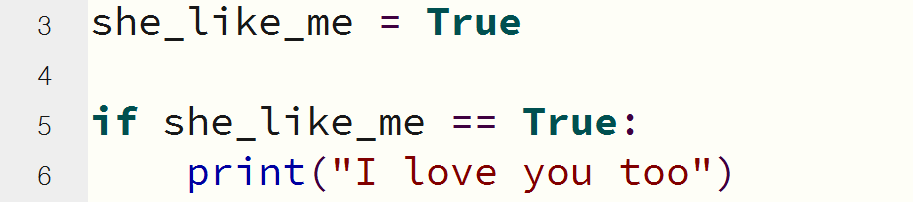 3 she_like_me = True
4
5 if she_like_me == True:
6     print("I love you too")